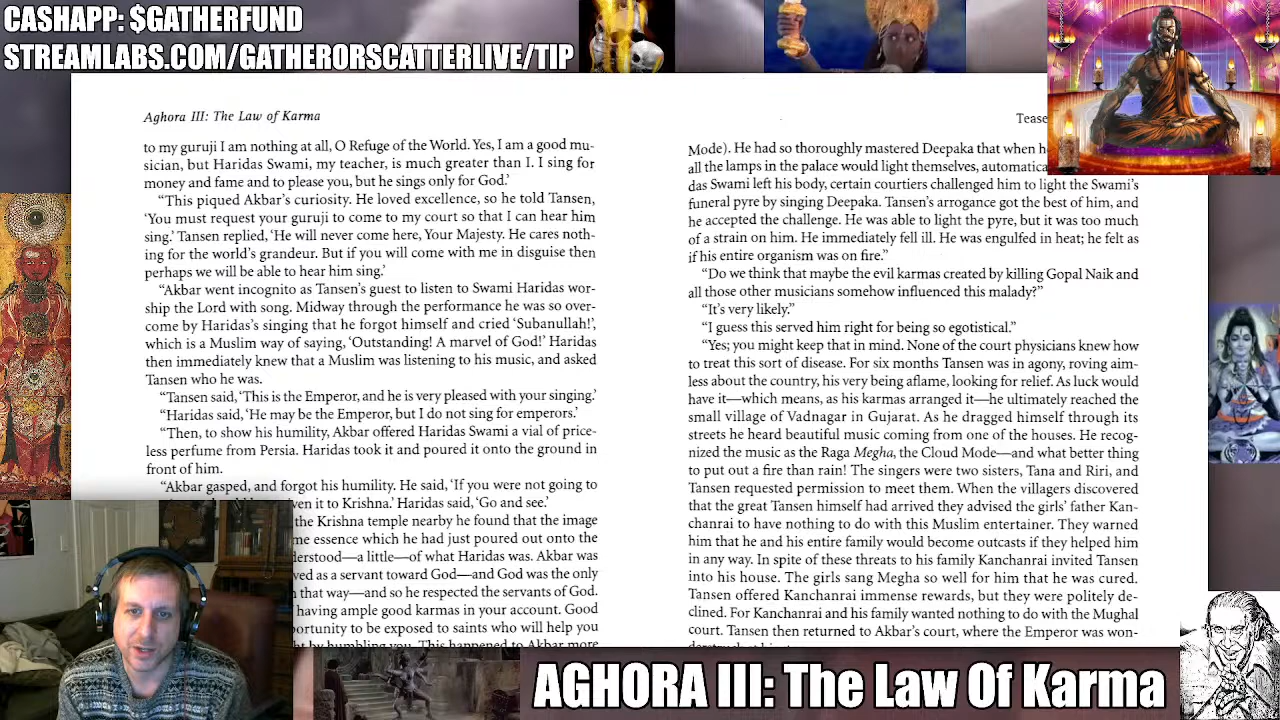 CASHAPP: $GATHERFUND
STREAMLABS.COM/GATHERORSCATTERLIVE/TIP
Aghora III: The Law of Karma
to my guruji I am nothing at all, O Refuge of the World. Yes, I am a good mu-
sician, but Haridas Swami, my teacher, is much greater than I. I sing for
money and fame and to please you, but he sings only for God.’
“This piqued Akbar’s curiosity. He loved excellence, so he told Tansen,
‘You must request your guruji to come to my court so that I can hear him
sing.’ Tansen replied, ‘He will never come here, Your Majesty. He cares noth-
ing for the world’s grandeur. But if you will come with me in disguise then
perhaps we will be able to hear him sing.’
“Akbar went incognito as Tansen’s guest to listen to Swami Haridas wor-
ship the Lord with song. Midway through the performance he was so over-
come by Haridas’s singing that he forgot himself and cried ‘Subanullah!’,
which is a Muslim way of saying, ‘Outstanding! A marvel of God!’ Haridas
then immediately knew that a Muslim was listening to his music, and asked
Tansen who he was.
“Tansen said, ‘This is the Emperor, and he is very pleased with your singing.’
“Haridas said, ‘He may be the Emperor, but I do not sing for emperors.’
“Then, to show his humility, Akbar offered Haridas Swami a vial of price-
less perfume from Persia. Haridas took it and poured it onto the ground in
front of him.
“Akbar gasped, and forgot his humility. He said, ‘If you were not going to
it to Krishna.’ Haridas said, ‘Go and see.’
the Krishna temple nearby he found that the image
essence which he had just poured out onto the
—a little—of what Haridas was. Akbar was
as a servant toward God—and God was the only
that way—and so he respected the servants of God.
having ample good karmas in your account. Good
to be exposed to saints who will help you
by humbling you. This happened to Akbar more
Mode). He had so thoroughly mastered Deepaka that when
all the lamps in the palace would light themselves,
das Swami left his body, certain courtiers challenged him to light the Swami’s
funeral pyre by singing Deepaka. Tansen’s arrogance got the best of him, and
he accepted the challenge. He was able to light the pyre, but it was too much
of a strain on him. He immediately fell ill. He was engulfed in heat; he felt as
if his entire organism was on fire.”
“Do we think that maybe the evil karmas created by killing Gopal Naik and
all those other musicians somehow influenced this malady?”
“It’s very likely.”
“I guess this served him right for being so egotistical.”
“Yes; you might keep that in mind. None of the court physicians knew how
to treat this sort of disease. For six months Tansen was in agony, roving aim-
less about the country, his very being aflame, looking for relief. As luck would
have it—which means, as his karmas arranged it—he ultimately reached the
small village of Vadnagar in Gujarat. As he dragged himself through its
streets he heard beautiful music coming from one of the houses. He recog-
nized the music as the Raga Megha, the Cloud Mode—and what better thing
to put out a fire than rain! The singers were two sisters, Tana and Riri, and
Tansen requested permission to meet them. When the villagers discovered
that the great Tansen himself had arrived they advised the girls’ father Kan-
chanrai to have nothing to do with this Muslim entertainer. They warned
him that he and his entire family would become outcasts if they helped him
in any way. In spite of these threats to his family Kanchanrai invited Tansen
into his house. The girls sang Megha so well for him that he was cured.
Tansen offered Kanchanrai immense rewards, but they were politely de-
clined. For Kanchanrai and his family wanted nothing to do with the Mughal
court. Tansen then returned to Akbar’s court, where the Emperor was won-
AGHORA III: The Law Of Karma